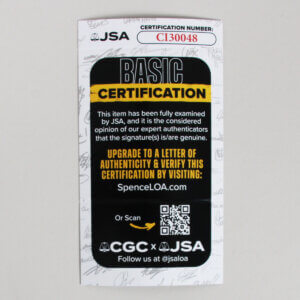 JSA
CERTIFICATION NUMBER:
CI30048
BASIC
CERTIFICATION
This item has been fully examined
by JSA, and it is the considered
opinion of our expert authenticators
that the signature(s) is/are genuine.
UPGRADE TO A LETTER OF
AUTHENTICITY & VERIFY THIS
CERTIFICATION BY VISITING:
SpenceLOA.com
Or Scan
CGC x JSA
Follow us at @jsaloa